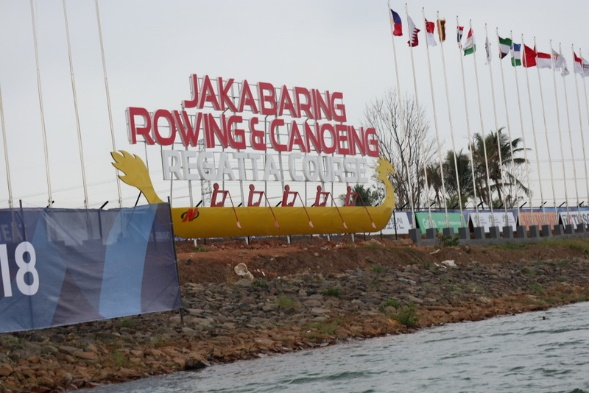 JAKABARING
ROWING & CANOEING
REGATTA COURSE
18